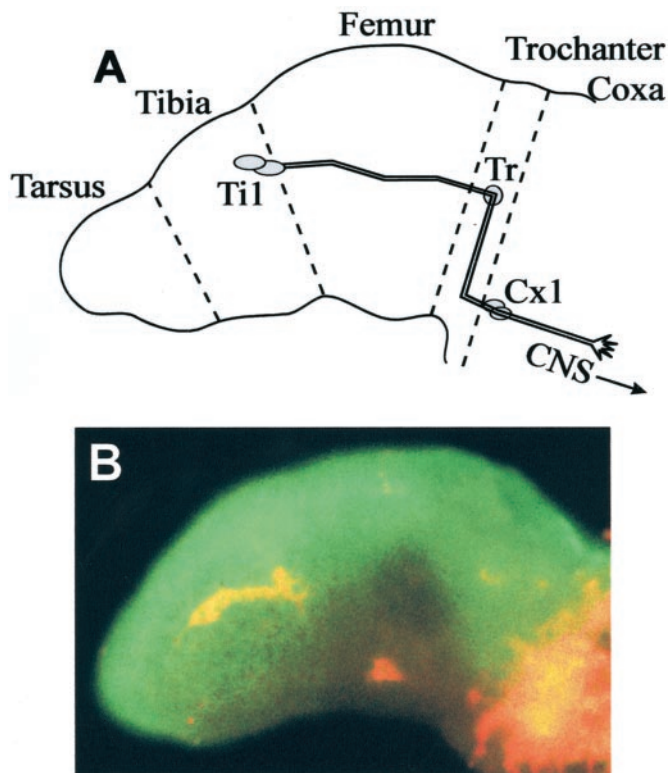 A
Femur
Trochanter
Coxa
Tibia
Tarsus
Ti1
Tr
Cx1
CNS
B